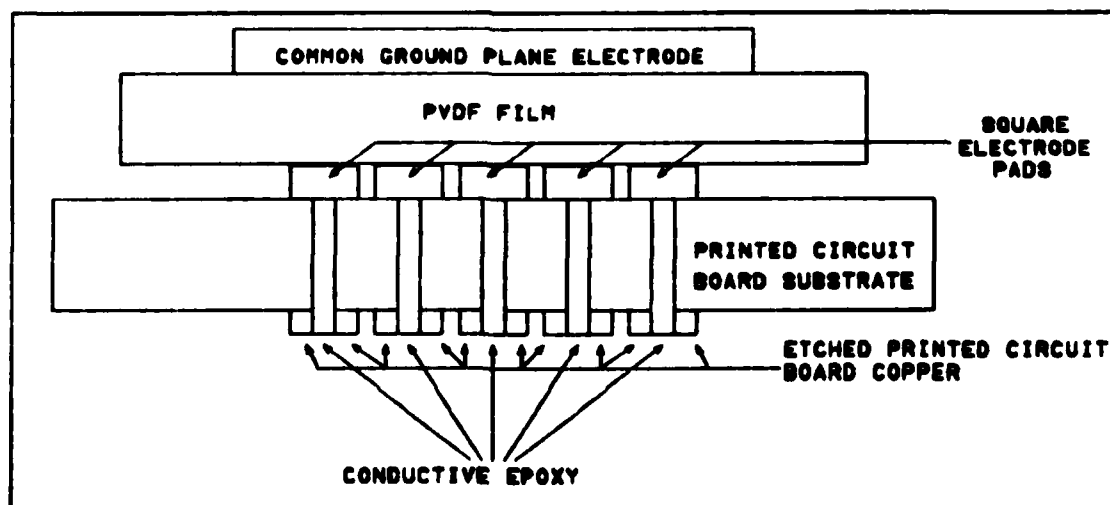 COMMON GROUND PLANE ELECTRODE
PVDF FILM
SQUARE
ELECTRODE
PADS
PRINTED CIRCUIT
BOARD SUBSTRATE
ETCHED PRINTED CIRCUIT
BOARD COPPER
CONDUCTIVE EPOXY